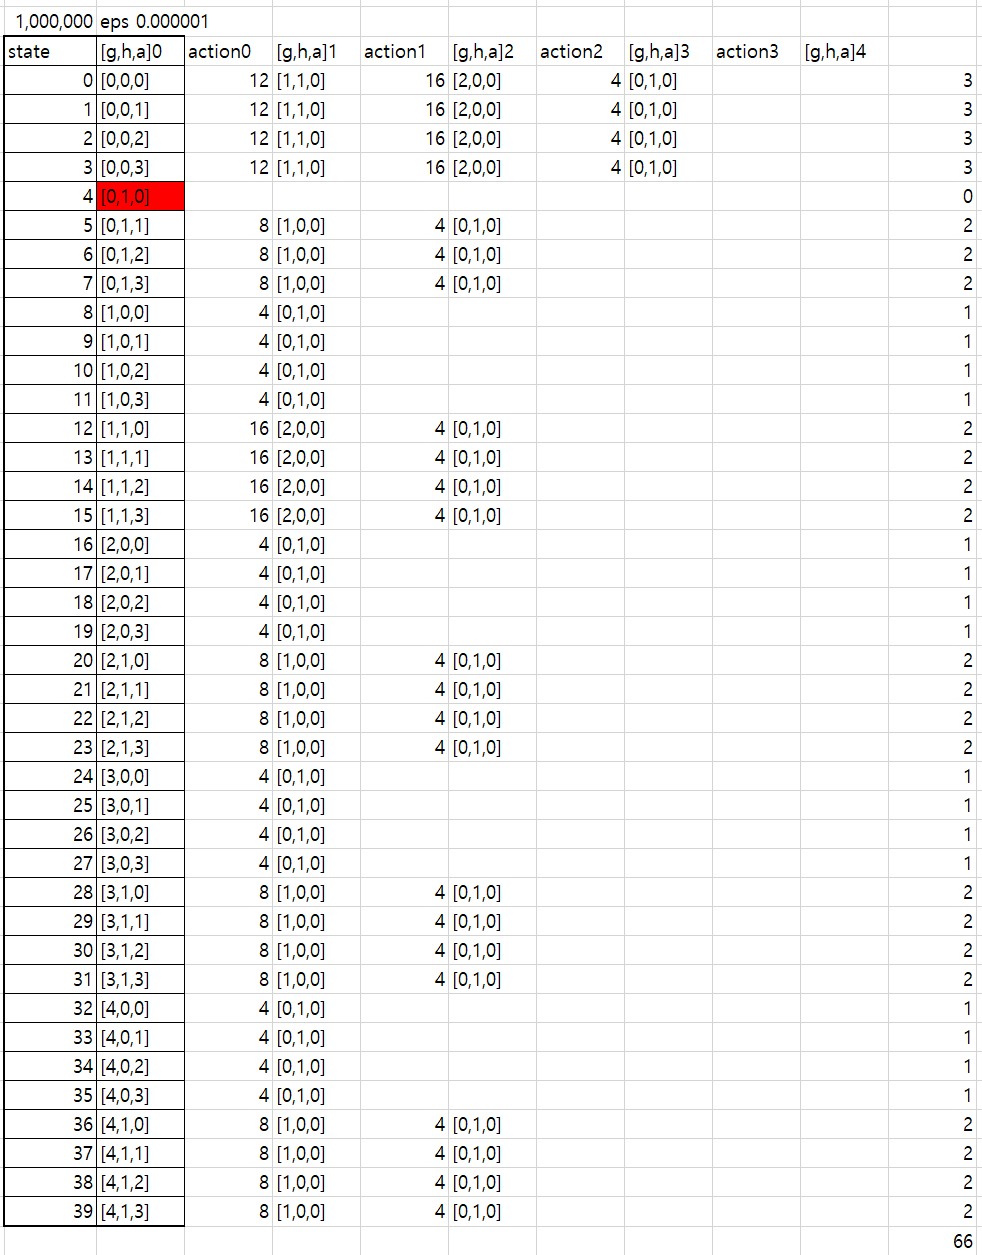 1,000,000 eps 0.000001
state [g,h,a]0 action0 [g,h,a]1 action1 [g,h,a]2 action2 [g,h,a]3 action3 [g,h,a]4
0 [0,0,0] 12 [1,1,0] 16 [2,0,0] 4 [0,1,0] 3
1 [0,0,1] 12 [1,1,0] 16 [2,0,0] 4 [0,1,0] 3
2 [0,0,2] 12 [1,1,0] 16 [2,0,0] 4 [0,1,0] 3
3 [0,0,3] 12 [1,1,0] 16 [2,0,0] 4 [0,1,0] 3
4 [0,1,0] 0
5 [0,1,1] 8 [1,0,0] 4 [0,1,0] 2
6 [0,1,2] 8 [1,0,0] 4 [0,1,0] 2
7 [0,1,3] 8 [1,0,0] 4 [0,1,0] 2
8 [1,0,0] 4 [0,1,0] 1
9 [1,0,1] 4 [0,1,0] 1
10 [1,0,2] 4 [0,1,0] 1
11 [1,0,3] 4 [0,1,0] 1
12 [1,1,0] 16 [2,0,0] 4 [0,1,0] 2
13 [1,1,1] 16 [2,0,0] 4 [0,1,0] 2
14 [1,1,2] 16 [2,0,0] 4 [0,1,0] 2
15 [1,1,3] 16 [2,0,0] 4 [0,1,0] 2
16 [2,0,0] 4 [0,1,0] 1
17 [2,0,1] 4 [0,1,0] 1
18 [2,0,2] 4 [0,1,0] 1
19 [2,0,3] 4 [0,1,0] 1
20 [2,1,0] 8 [1,0,0] 4 [0,1,0] 2
21 [2,1,1] 8 [1,0,0] 4 [0,1,0] 2
22 [2,1,2] 8 [1,0,0] 4 [0,1,0] 2
23 [2,1,3] 8 [1,0,0] 4 [0,1,0] 2
24 [3,0,0] 4 [0,1,0] 1
25 [3,0,1] 4 [0,1,0] 1
26 [3,0,2] 4 [0,1,0] 1
27 [3,0,3] 4 [0,1,0] 1
28 [3,1,0] 8 [1,0,0] 4 [0,1,0] 2
29 [3,1,1] 8 [1,0,0] 4 [0,1,0] 2
30 [3,1,2] 8 [1,0,0] 4 [0,1,0] 2
31 [3,1,3] 8 [1,0,0] 4 [0,1,0] 2
32 [4,0,0] 4 [0,1,0] 1
33 [4,0,1] 4 [0,1,0] 1
34 [4,0,2] 4 [0,1,0] 1
35 [4,0,3] 4 [0,1,0] 1
36 [4,1,0] 8 [1,0,0] 4 [0,1,0] 2
37 [4,1,1] 8 [1,0,0] 4 [0,1,0] 2
38 [4,1,2] 8 [1,0,0] 4 [0,1,0] 2
39 [4,1,3] 8 [1,0,0] 4 [0,1,0] 2
66